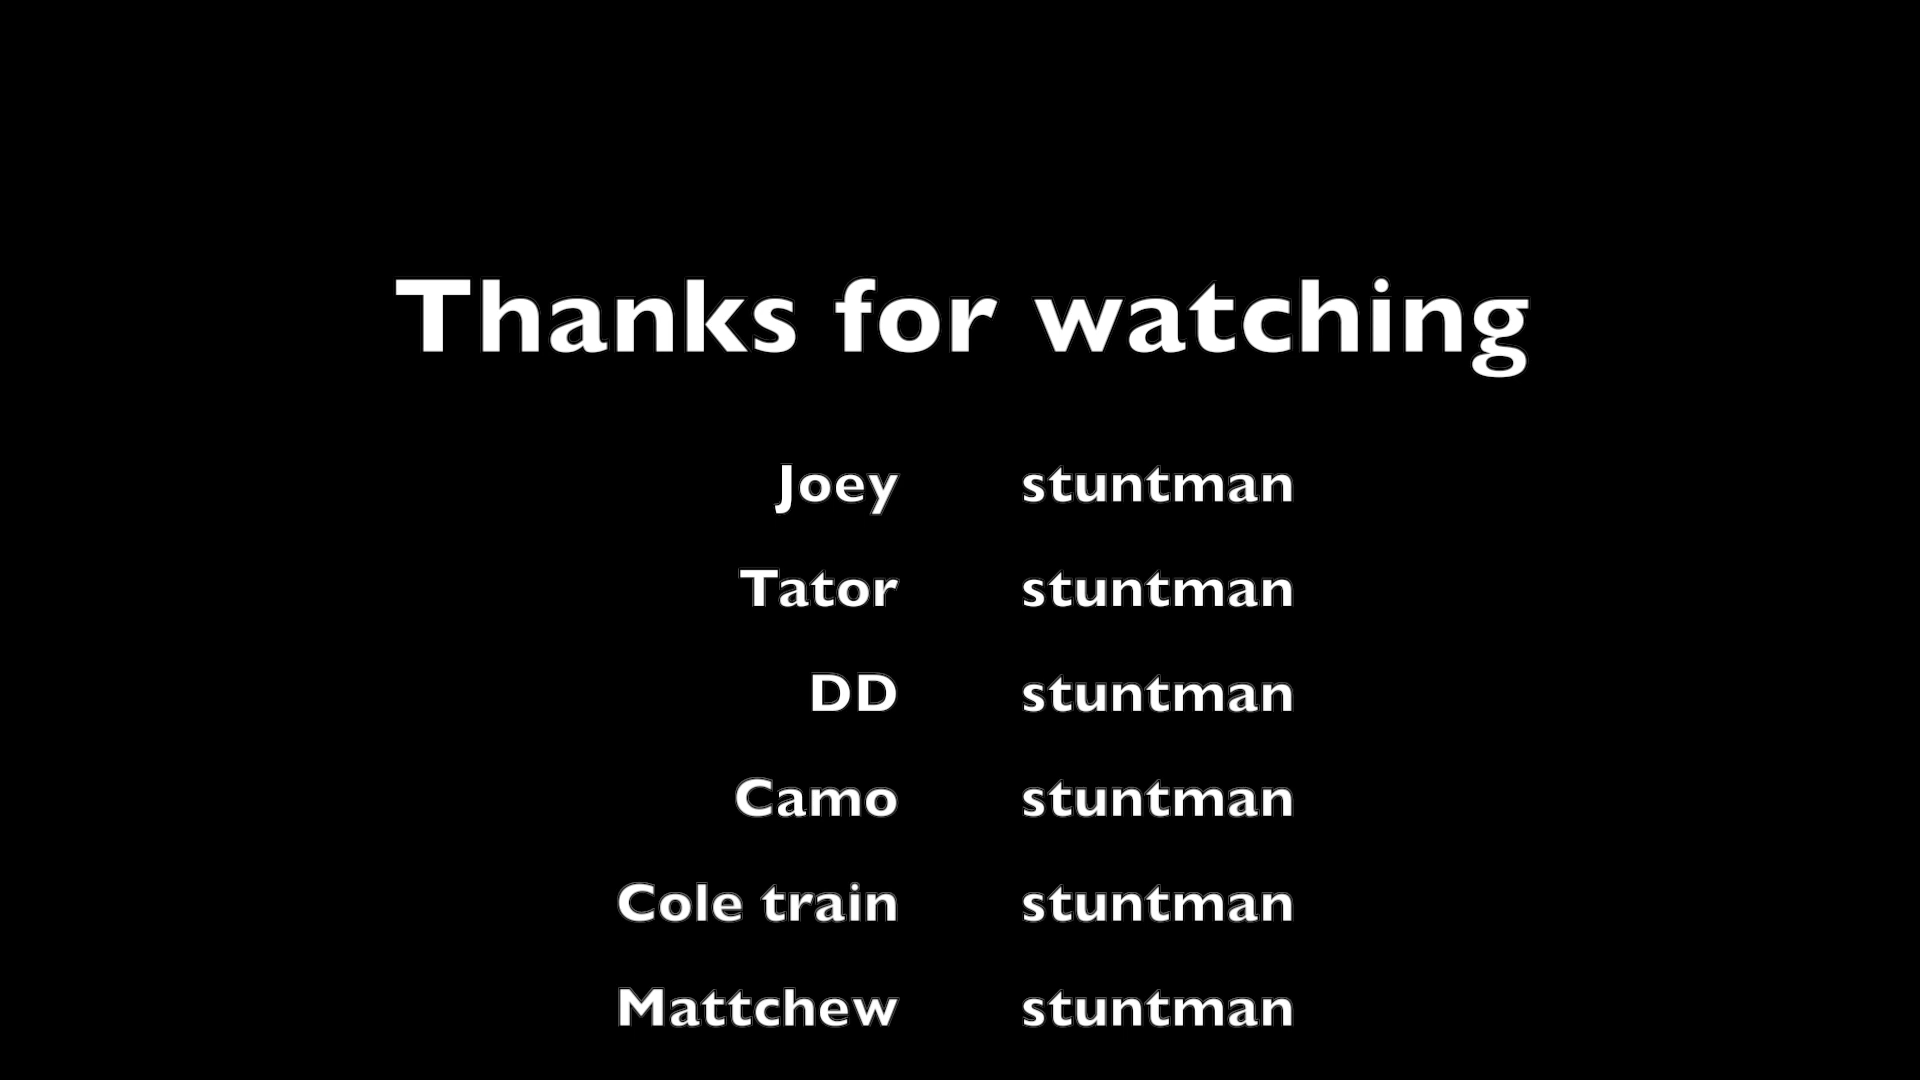 Thanks for watching
Joey stuntman
Tator stuntman
DD stuntman
Camo stuntman
Cole train stuntman
Mattchew stuntman